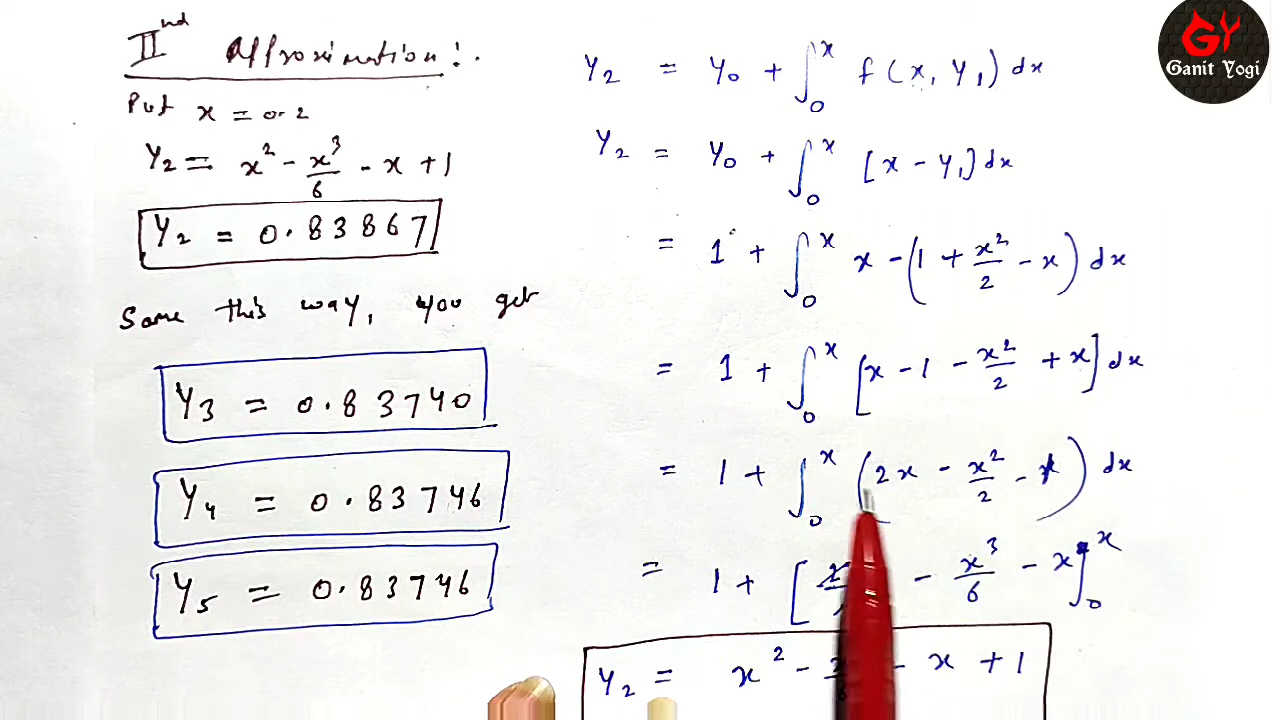 IInd Approximation :.
Put x = 0.2
Y2 = x² - x³/6 - x + 1
Y2 = 0.83867
Same this way, you get
Y3 = 0.83740
Y4 = 0.83746
Y5 = 0.83746
Y2 = Y0 + ∫₀ˣ f(x, Y1) dx
Y2 = Y0 + ∫₀ˣ [x - Y1] dx
= 1 + ∫₀ˣ x - (1 + x²/2 - x) dx
= 1 + ∫₀ˣ [x - 1 - x²/2 + x] dx
= 1 + ∫₀ˣ (2x - x²/2 - 1) dx
= 1 + [ - x³/6 - x]₀ˣ
Y2 = x² - - x + 1
GY
Ganit Yogi